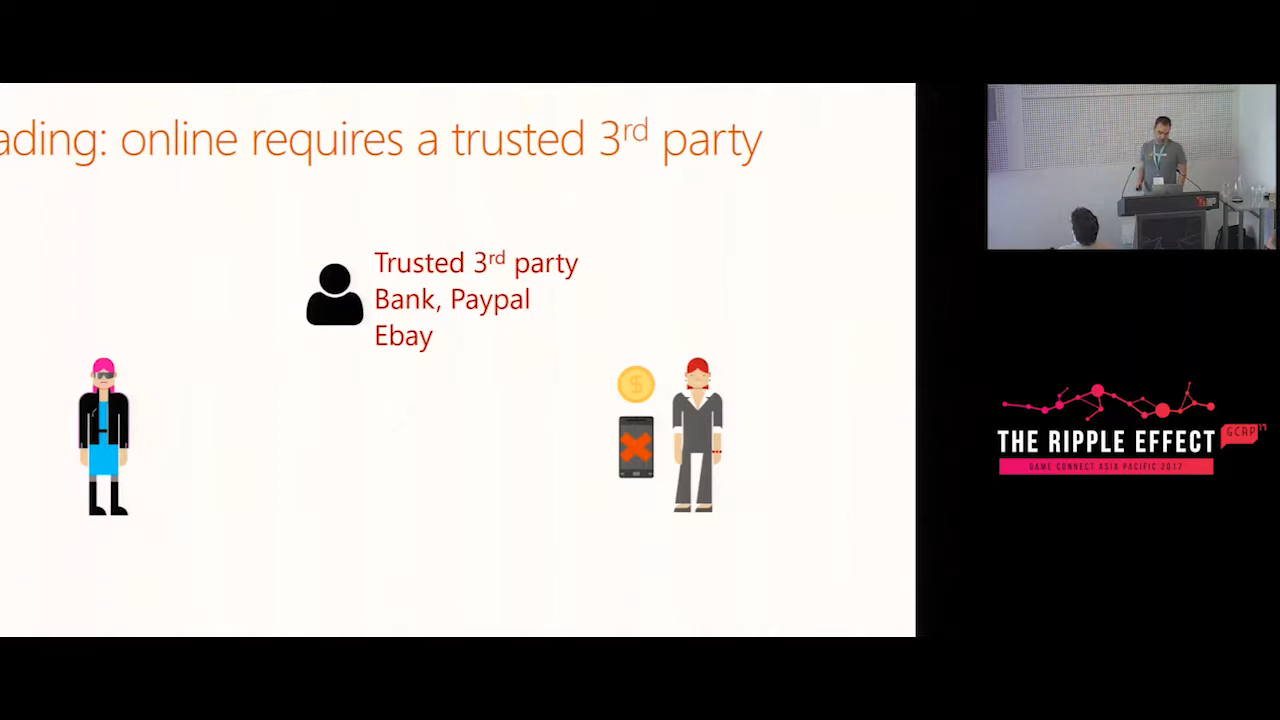 ading: online requires a trusted 3rd party
Trusted 3rd party
Bank, Paypal
Ebay
$
THE RIPPLE EFFECT
GCAP17
GAME CONNECT ASIA PACIFIC 2017